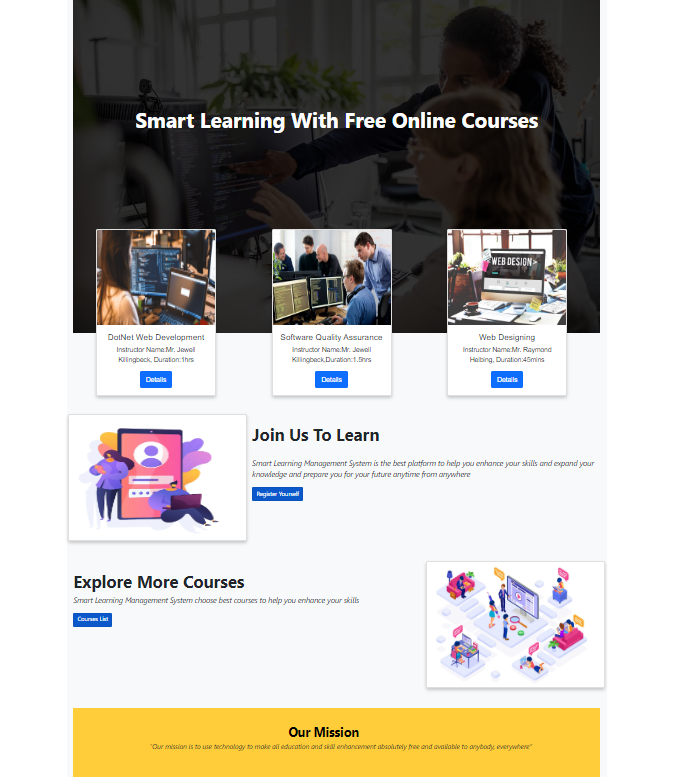 Smart Learning With Free Online Courses
WEB DESIGN>
DotNet Web Development
Instructor Name:Mr. Jewell
Killingbeck, Duration:1hrs
Details
Software Quality Assurance
Instructor Name:Mr. Jewell
Killingbeck,Duration:1.5hrs
Details
Web Designing
Instructor Name:Mr. Raymond
Helbing, Duration:45mins
Details
Join Us To Learn
Smart Learning Management System is the best platform to help you enhance your skills and expand your
knowledge and prepare you for your future anytime from anywhere
Register Yourself
Explore More Courses
Smart Learning Management System choose best courses to help you enhance your skills
Courses List
Our Mission
"Our mission is to use technology to make all education and skill enhancement absolutely free and available to anybody, everywhere"